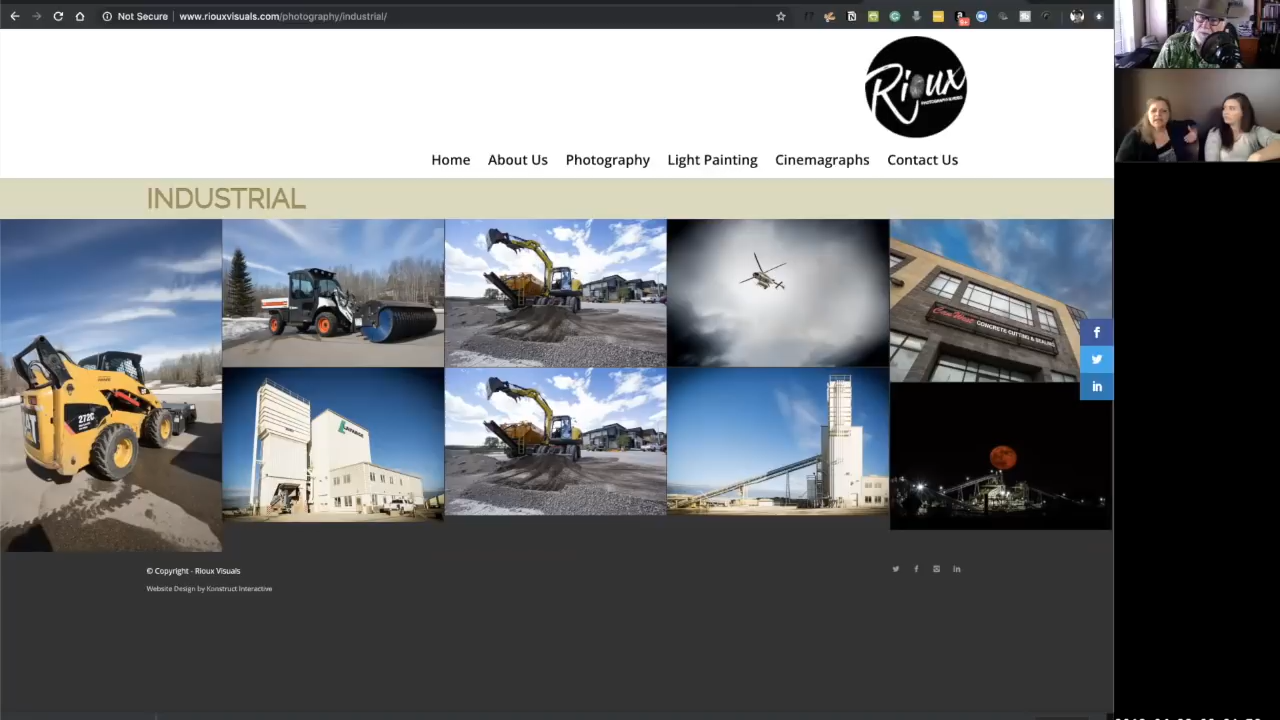 Not Secure www.riouxvisuals.com/photography/industrial/
Rioux
Home About Us Photography Light Painting Cinemagraphs Contact Us
INDUSTRIAL
272C
LAFARGE
CONCRETE CUTTING & SEALING
© Copyright - Rioux Visuals
Website Design by Konstruct Interactive